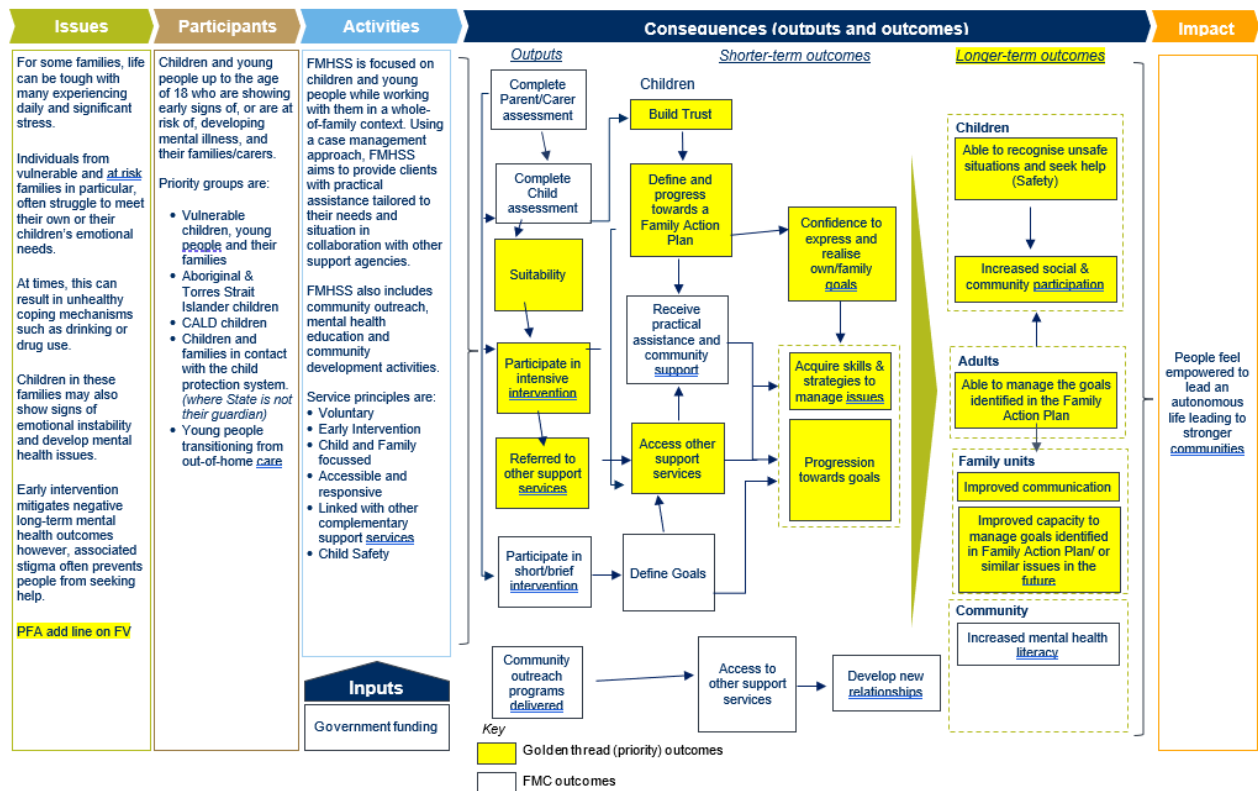 Issues
Participants
Activities
Consequences (outputs and outcomes)
Impact
For some families, life
can be tough with
many experiencing
daily and significant
stress.
Individuals from
vulnerable and at risk
families in particular,
often struggle to meet
their own or their
children's emotional
needs.
At times, this can
result in unhealthy
coping mechanisms
such as drinking or
drug use.
Children in these
families may also
show signs of
emotional instability
and develop mental
health issues.
Early intervention
mitigates negative
long-term mental
health outcomes
however, associated
stigma often prevents
people from seeking
help.
PFA add line on FV
Children and young
people up to the age
of 18 who are showing
early signs of, or are at
risk of, developing
mental illness, and
their families/carers.
Priority groups are:
• Vulnerable
children, young
people and their
families
• Aboriginal &
Torres Strait
Islander children
• CALD children
• Children and
families in contact
with the child
protection system.
(where State is not
their guardian)
• Young people
transitioning from
out-of-home care
FMHSS is focused on
children and young
people while working
with them in a whole-
of-family context. Using
a case management
approach, FMHSS
aims to provide clients
with practical
assistance tailored to
their needs and
situation in
collaboration with other
support agencies.
FMHSS also includes
community outreach,
mental health
education and
community
development activities.
Service principles are:
• Voluntary
• Early Intervention
• Child and Family
focussed
• Accessible and
responsive
• Linked with other
complementary
support services
• Child Safety
Inputs
Government funding
Outputs
Complete
Parent/Carer
assessment
Complete
Child
assessment
Suitability
Participate in
intensive
intervention
Referred to
other support
services
Participate in
short/brief
intervention
Community
outreach
programs
delivered
Shorter-term outcomes
Children
Build Trust
Define and
progress
towards a
Family Action
Plan
Receive
practical
assistance and
community
support
Access other
support
services
Define Goals
Access to
other support
services
Confidence to
express and
realise
own/family
goals
Acquire skills &
strategies to
manage issues
Progression
towards goals
Develop new
relationships
Longer-term outcomes
Children
Able to recognise unsafe
situations and seek help
(Safety)
Increased social &
community participation
Adults
Able to manage the goals
identified in the Family
Action Plan
Family units
Improved communication
Improved capacity to
manage goals identified
in Family Action Plan/ or
similar issues in the
future
Community
Increased mental health
literacy
People feel
empowered to
lead an
autonomous
life leading to
stronger
communities
Key
Golden thread (priority) outcomes
FMC outcomes